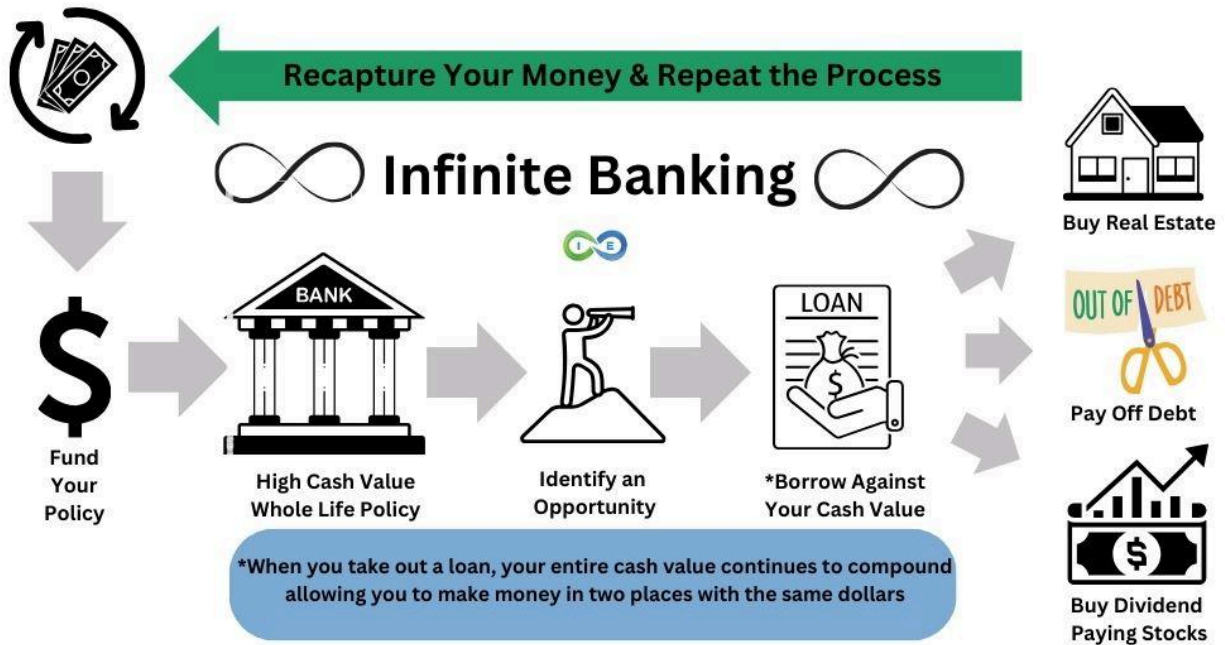 Recapture Your Money & Repeat the Process
Infinite Banking
I E
BANK
LOAN
$
$
Fund
Your
Policy
High Cash Value
Whole Life Policy
Identify an
Opportunity
*Borrow Against
Your Cash Value
Buy Real Estate
OUT OF DEBT
Pay Off Debt
$
Buy Dividend
Paying Stocks
*When you take out a loan, your entire cash value continues to compound
allowing you to make money in two places with the same dollars